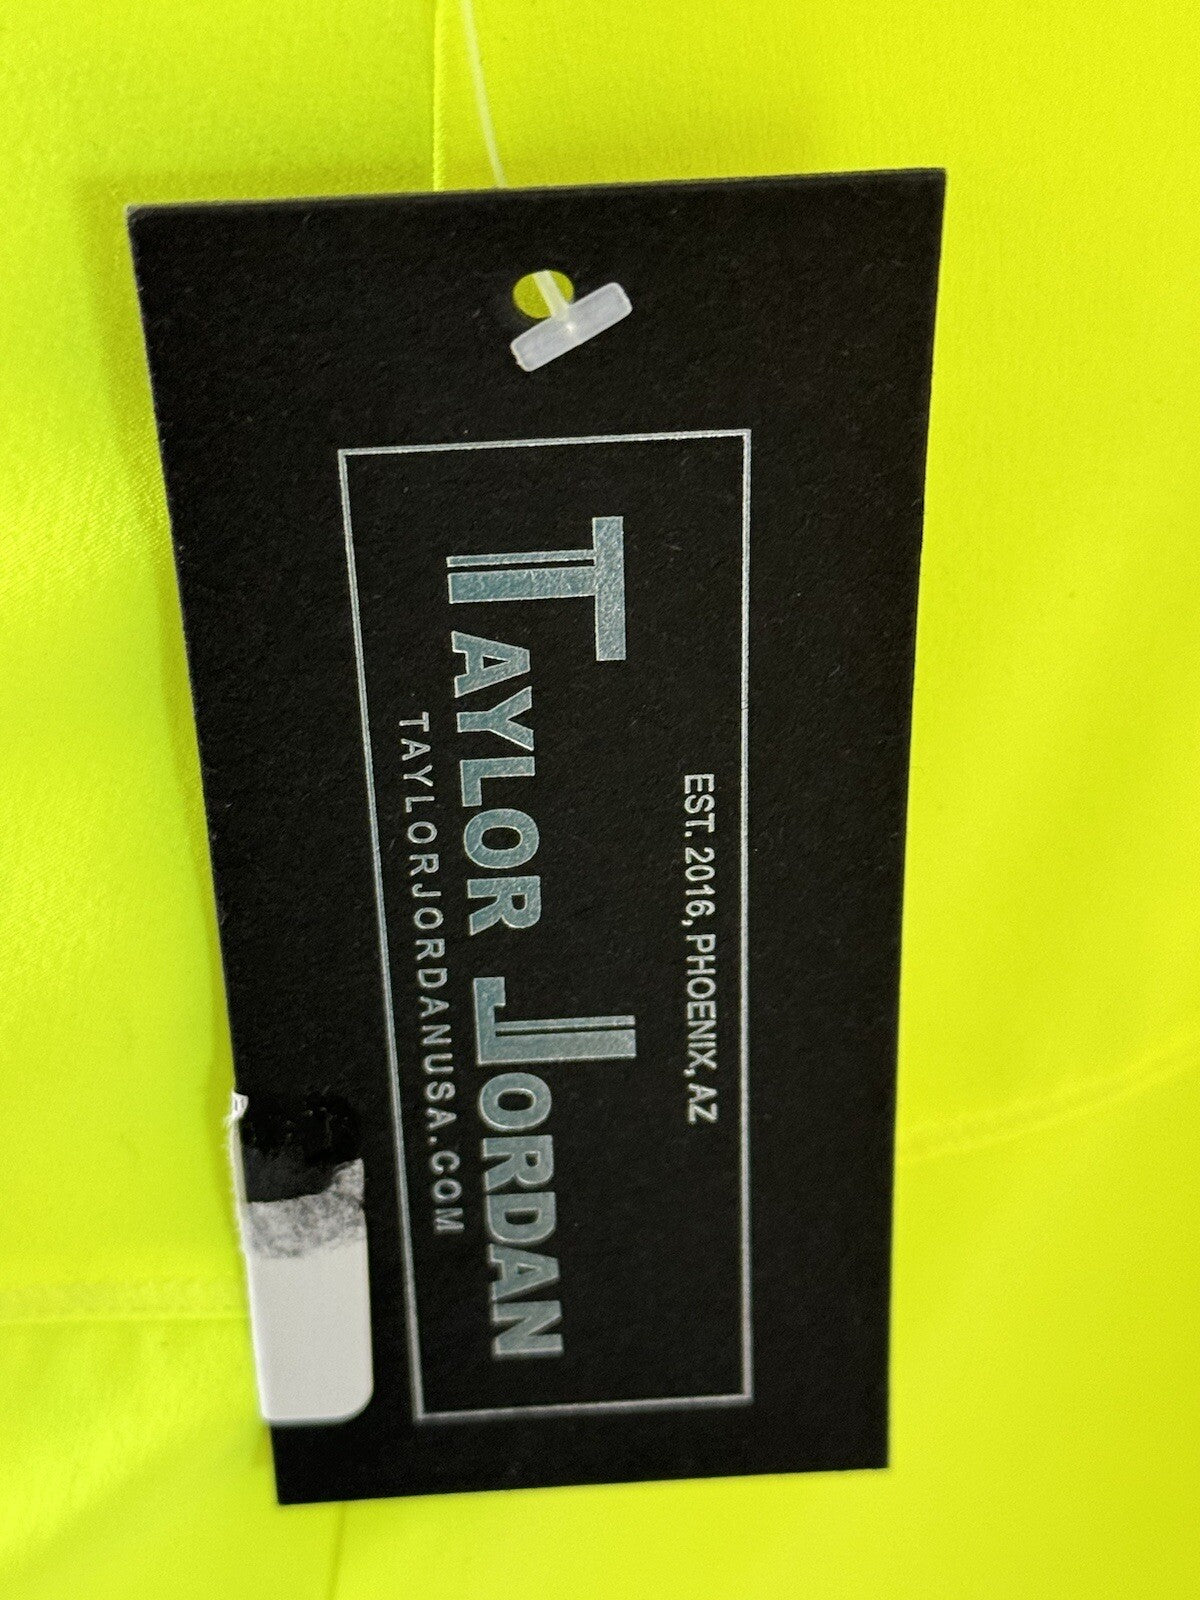 EST. 2016, PHOENIX, AZ
TAYLOR JORDAN
TAYLORJORDANUSA.COM